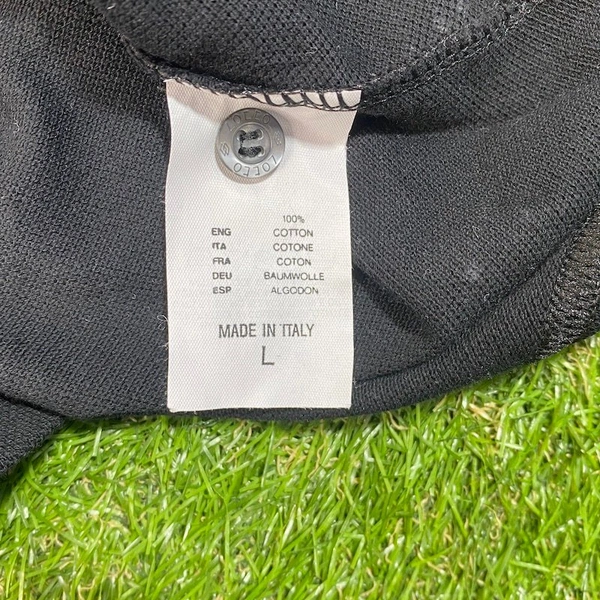 100%
ENG COTTON
ITA COTONE
FRA COTON
DEU BAUMWOLLE
ESP ALGODON
MADE IN ITALY
L